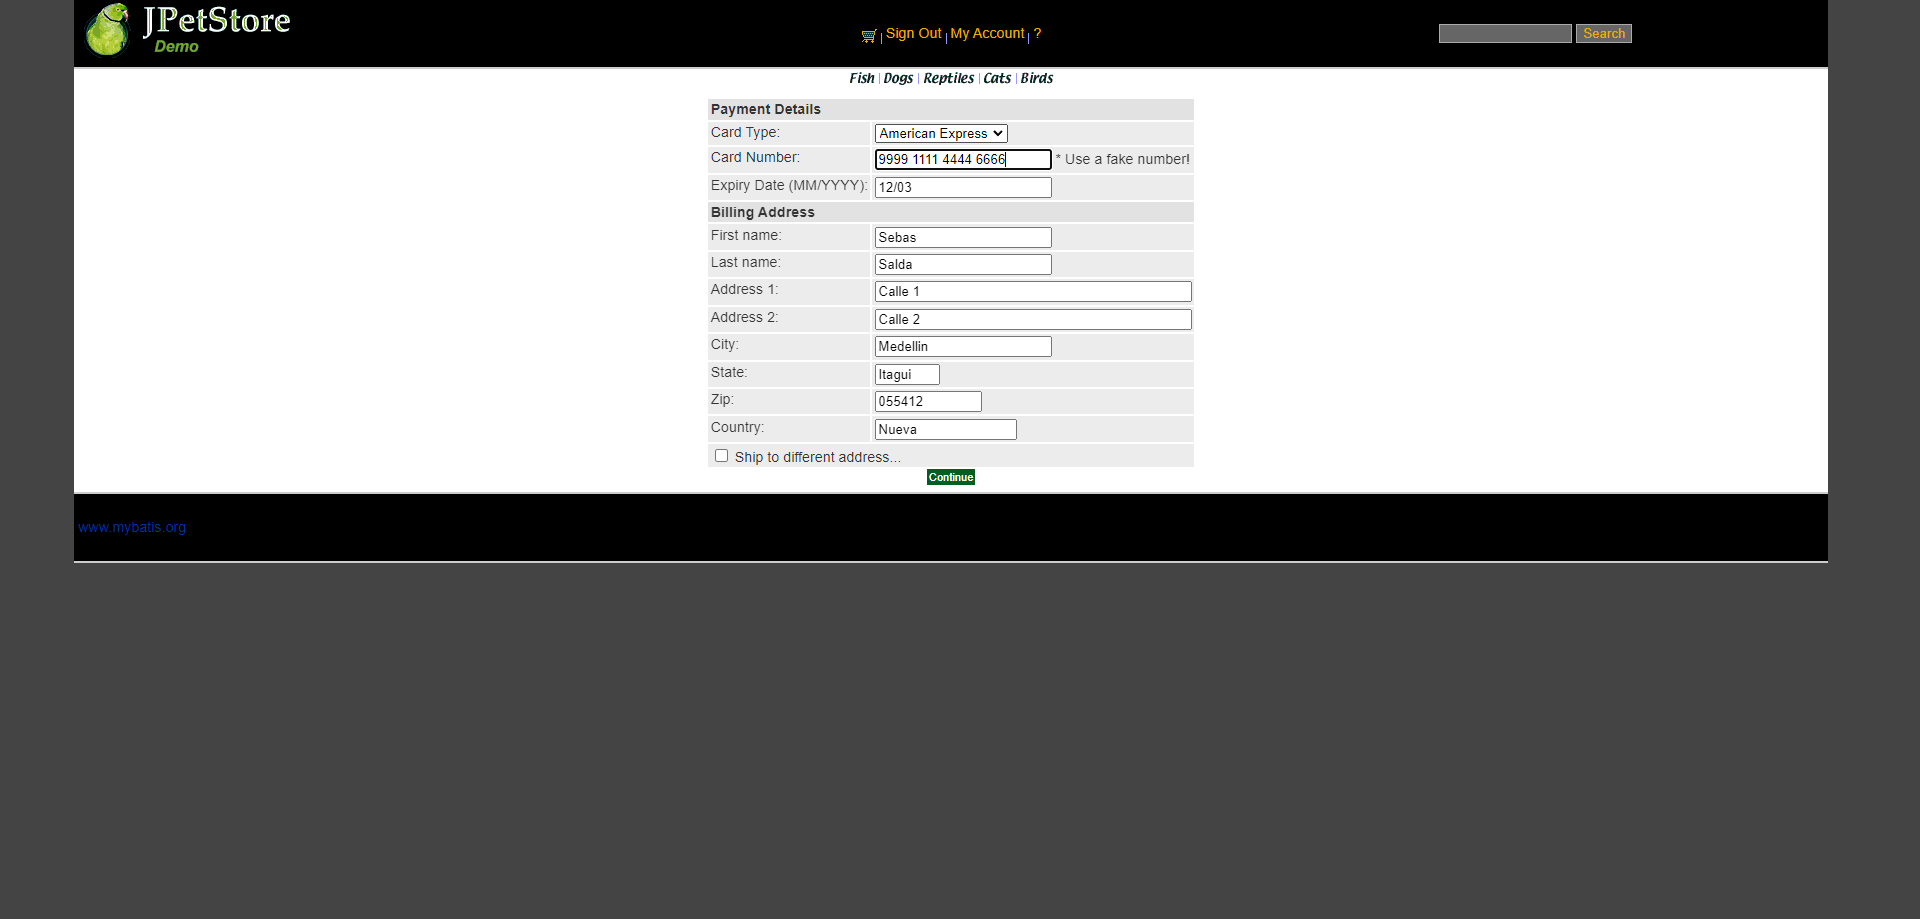 JPetStore
Demo
Sign Out | My Account | ?
Search
Fish | Dogs | Reptiles | Cats | Birds
Payment Details
Card Type: American Express
Card Number: 9999 1111 4444 6666 * Use a fake number!
Expiry Date (MM/YYYY): 12/03
Billing Address
First name: Sebas
Last name: Salda
Address 1: Calle 1
Address 2: Calle 2
City: Medellin
State: Itagui
Zip: 055412
Country: Nueva
Ship to different address...
Continue
www.mybatis.org